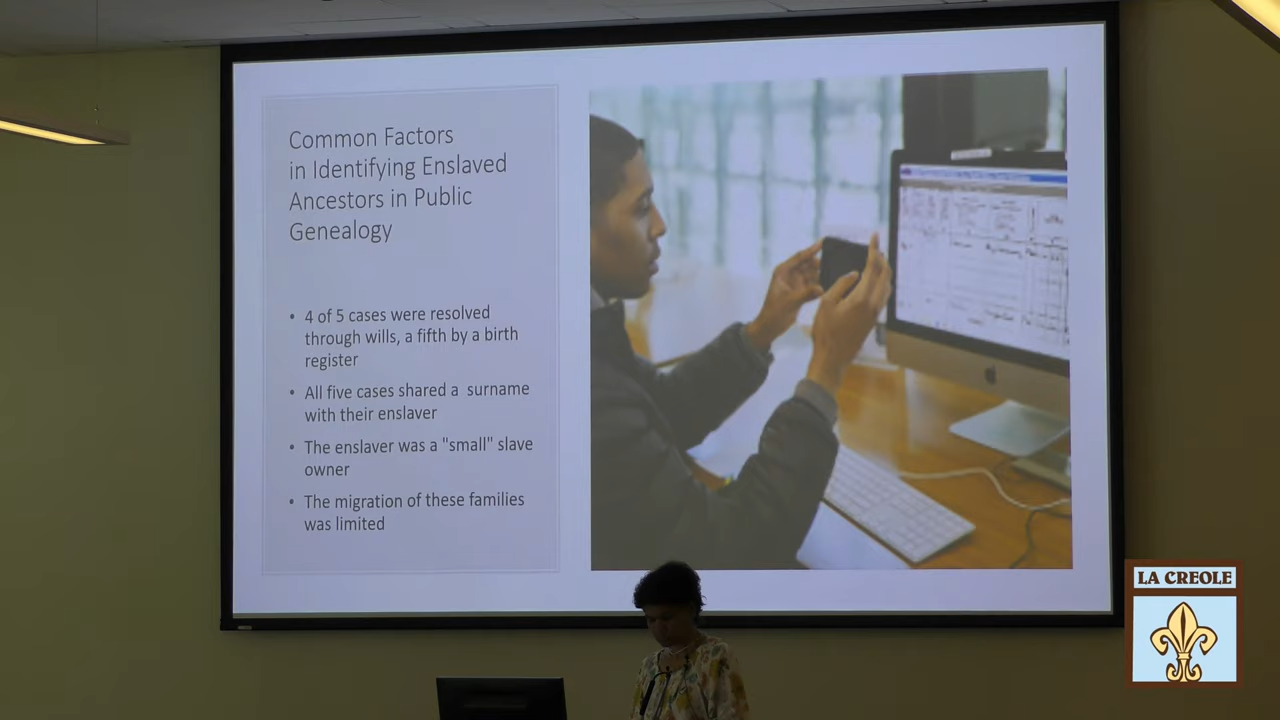 Common Factors
in Identifying Enslaved
Ancestors in Public
Genealogy
• 4 of 5 cases were resolved
through wills, a fifth by a birth
register
• All five cases shared a surname
with their enslaver
• The enslaver was a "small" slave
owner
• The migration of these families
was limited
LA CREOLE